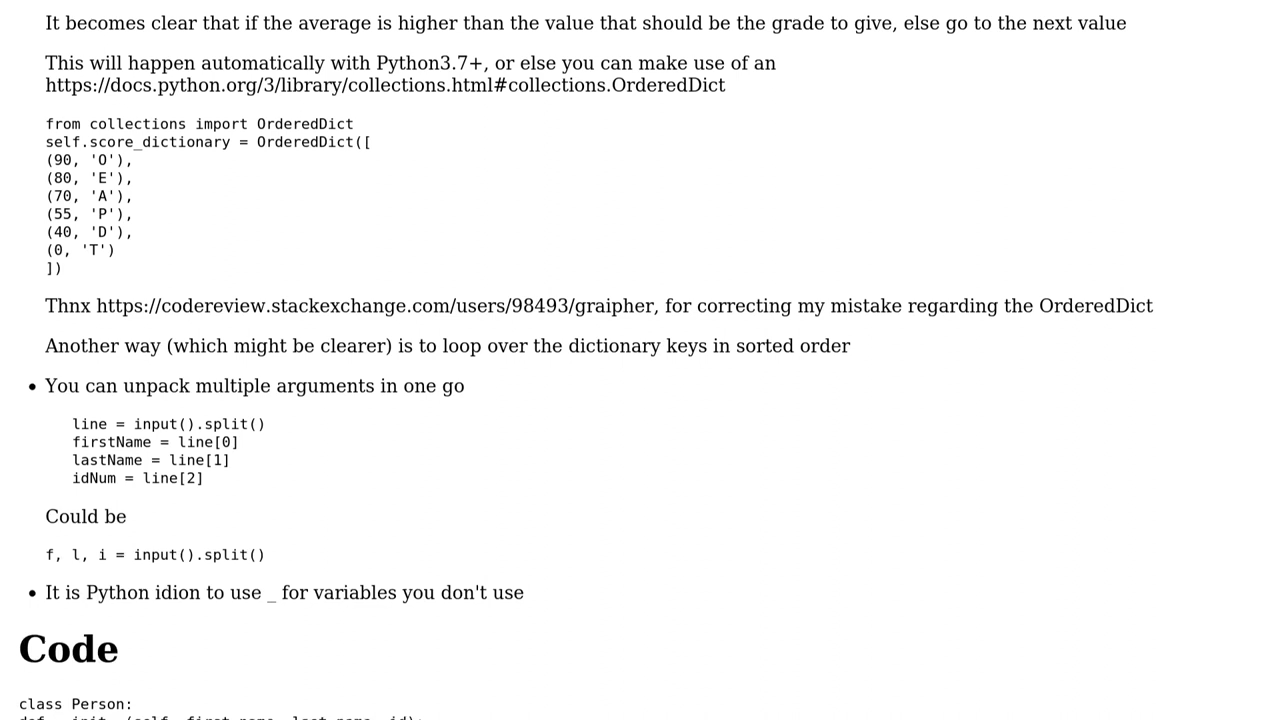 It becomes clear that if the average is higher than the value that should be the grade to give, else go to the next value
This will happen automatically with Python3.7+, or else you can make use of an
https://docs.python.org/3/library/collections.html#collections.OrderedDict
from collections import OrderedDict
self.score_dictionary = OrderedDict([
(90, 'O'),
(80, 'E'),
(70, 'A'),
(55, 'P'),
(40, 'D'),
(0, 'T')
])
Thnx https://codereview.stackexchange.com/users/98493/graipher, for correcting my mistake regarding the OrderedDict
Another way (which might be clearer) is to loop over the dictionary keys in sorted order
• You can unpack multiple arguments in one go
line = input().split()
firstName = line[0]
lastName = line[1]
idNum = line[2]
Could be
f, l, i = input().split()
• It is Python idion to use _ for variables you don't use
Code
class Person:
def __init__(self, first_name, last_name, id):